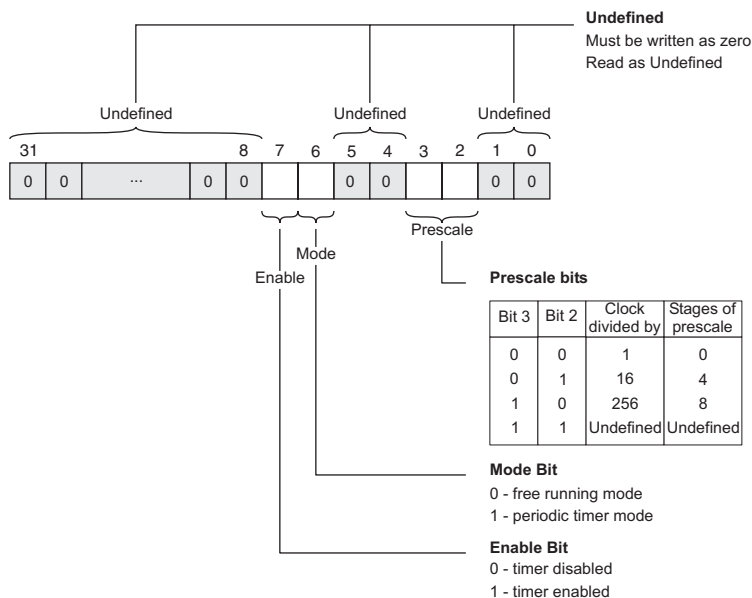 Undefined
Must be written as zero
Read as Undefined
Undefined Undefined Undefined
31 8 7 6 5 4 3 2 1 0
0 0 ... 0 0 0 0 0 0
Prescale
Mode
Enable
Prescale bits
Bit 3 Bit 2 Clock divided by Stages of prescale
0 0 1 0
0 1 16 4
1 0 256 8
1 1 Undefined Undefined
Mode Bit
0 - free running mode
1 - periodic timer mode
Enable Bit
0 - timer disabled
1 - timer enabled